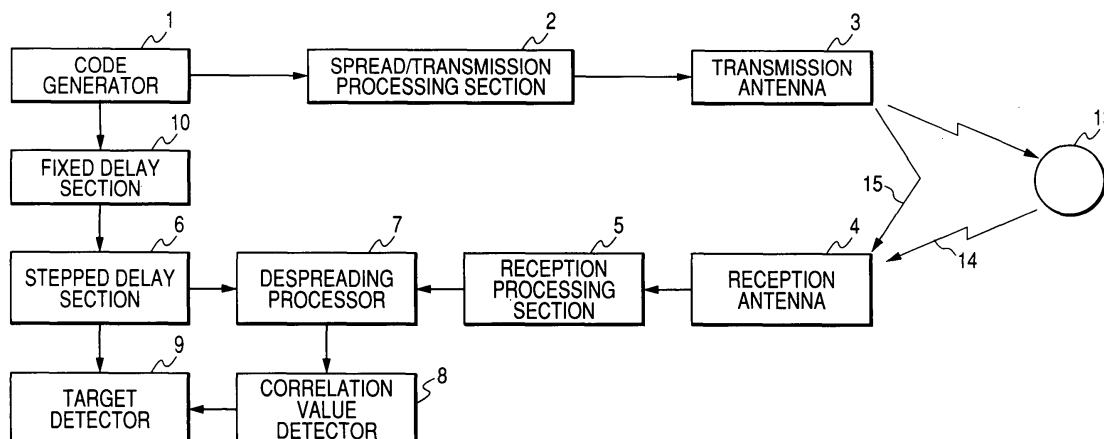 1
CODE
GENERATOR
2
SPREAD/TRANSMISSION
PROCESSING SECTION
3
TRANSMISSION
ANTENNA
10
FIXED DELAY
SECTION
15
14
6
STEPPED DELAY
SECTION
7
DESPREADING
PROCESSOR
5
RECEPTION
PROCESSING
SECTION
4
RECEPTION
ANTENNA
9
TARGET
DETECTOR
8
CORRELATION
VALUE
DETECTOR